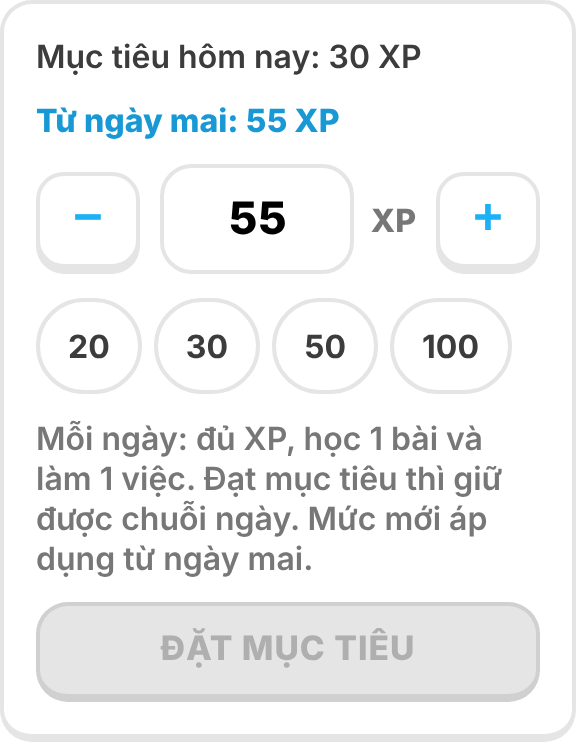 Mục tiêu hôm nay: 30 XP
Từ ngày mai: 55 XP
− 55 XP +
20 30 50 100
Mỗi ngày: đủ XP, học 1 bài và
làm 1 việc. Đạt mục tiêu thì giữ
được chuỗi ngày. Mức mới áp
dụng từ ngày mai.
ĐẶT MỤC TIÊU